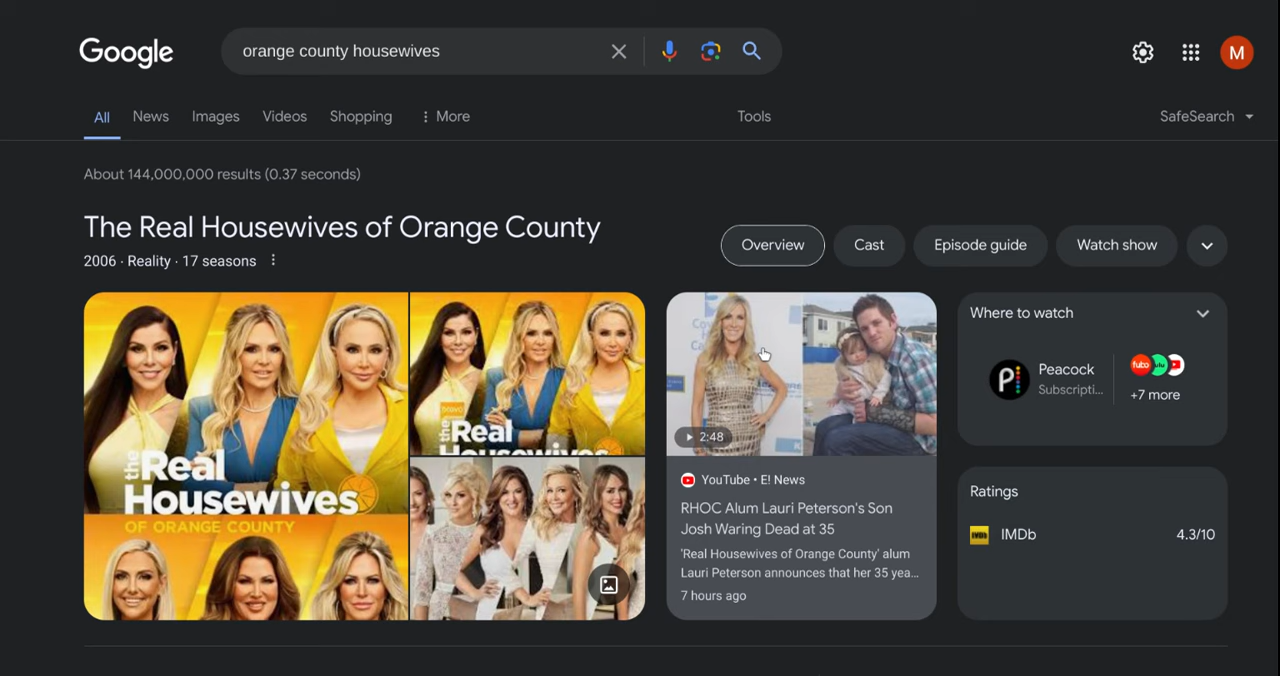 Google
orange county housewives
M
All
News
Images
Videos
Shopping
More
Tools
SafeSearch
About 144,000,000 results (0.37 seconds)
The Real Housewives of Orange County
2006 · Reality · 17 seasons
Overview
Cast
Episode guide
Watch show
the Real
Housewives
OF ORANGE COUNTY
bravo
the Real
Housewives
2:48
YouTube • E! News
RHOC Alum Lauri Peterson's Son
Josh Waring Dead at 35
'Real Housewives of Orange County' alum
Lauri Peterson announces that her 35 yea...
7 hours ago
Where to watch
Peacock
Subscripti...
fubo
+7 more
Ratings
IMDb
IMDb
4.3/10